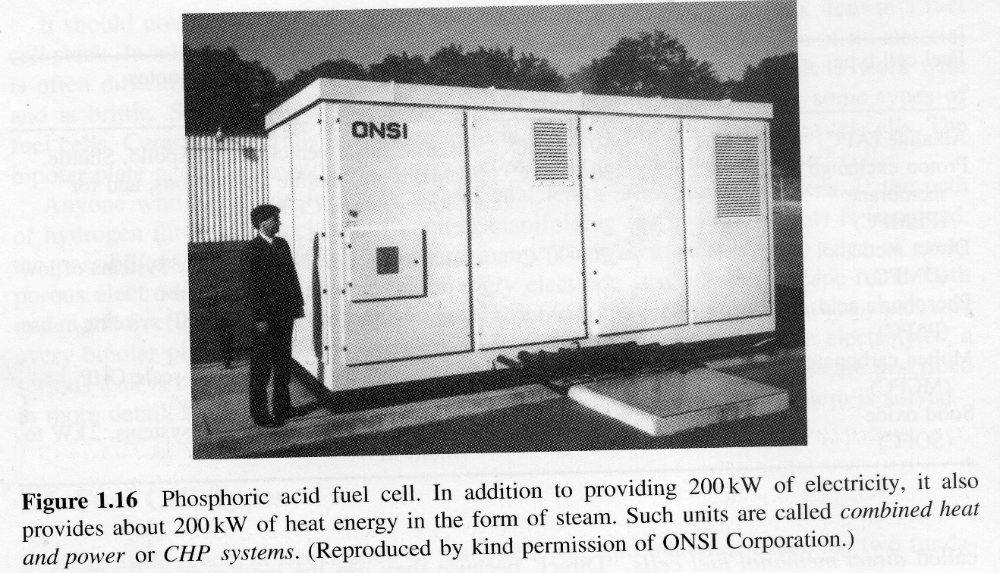 ONSI
Figure 1.16 Phosphoric acid fuel cell. In addition to providing 200 kW of electricity, it also
provides about 200 kW of heat energy in the form of steam. Such units are called combined heat
and power or CHP systems. (Reproduced by kind permission of ONSI Corporation.)